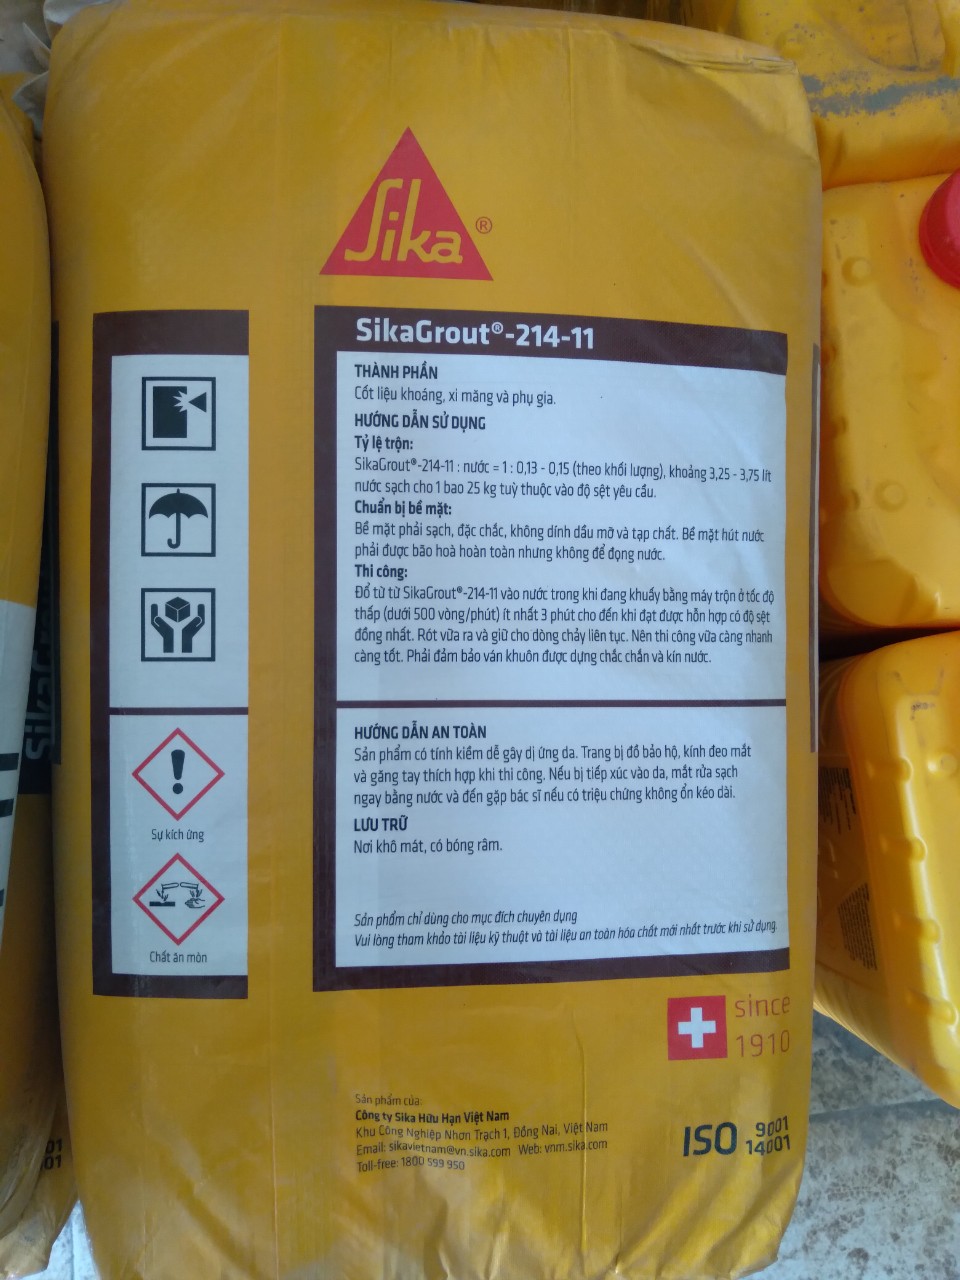 Sika®
SikaGrout®-214-11
THÀNH PHẦN
Cốt liệu khoáng, xi măng và phụ gia.
HƯỚNG DẪN SỬ DỤNG
Tỷ lệ trộn:
SikaGrout®-214-11 : nước = 1 : 0,13 - 0,15 (theo khối lượng), khoảng 3,25 - 3,75 lít
nước sạch cho 1 bao 25 kg tuỳ thuộc vào độ sệt yêu cầu.
Chuẩn bị bề mặt:
Bề mặt phải sạch, đặc chắc, không dính dầu mỡ và tạp chất. Bề mặt hút nước
phải được bão hoà hoàn toàn nhưng không để đọng nước.
Thi công:
Đổ từ từ SikaGrout®-214-11 vào nước trong khi đang khuấy bằng máy trộn ở tốc độ
thấp (dưới 500 vòng/phút) ít nhất 3 phút cho đến khi đạt được hỗn hợp có độ sệt
đồng nhất. Rót vữa ra và giữ cho dòng chảy liên tục. Nên thi công vữa càng nhanh
càng tốt. Phải đảm bảo ván khuôn được dựng chắc chắn và kín nước.
Sự kích ứng
Chất ăn mòn
HƯỚNG DẪN AN TOÀN
Sản phẩm có tính kiềm dễ gây dị ứng da. Trang bị đồ bảo hộ, kính đeo mắt
và găng tay thích hợp khi thi công. Nếu bị tiếp xúc vào da, mắt rửa sạch
ngay bằng nước và đến gặp bác sĩ nếu có triệu chứng không ổn kéo dài.
LƯU TRỮ
Nơi khô mát, có bóng râm.
Sản phẩm chỉ dùng cho mục đích chuyên dụng
Vui lòng tham khảo tài liệu kỹ thuật và tài liệu an toàn hóa chất mới nhất trước khi sử dụng.
since
1910
Sản phẩm của:
Công ty Sika Hữu Hạn Việt Nam
Khu Công Nghiệp Nhơn Trạch 1, Đồng Nai, Việt Nam
Email: sikavietnam@vn.sika.com Web: vnm.sika.com
Toll-free: 1800 599 950
ISO 9001
14001